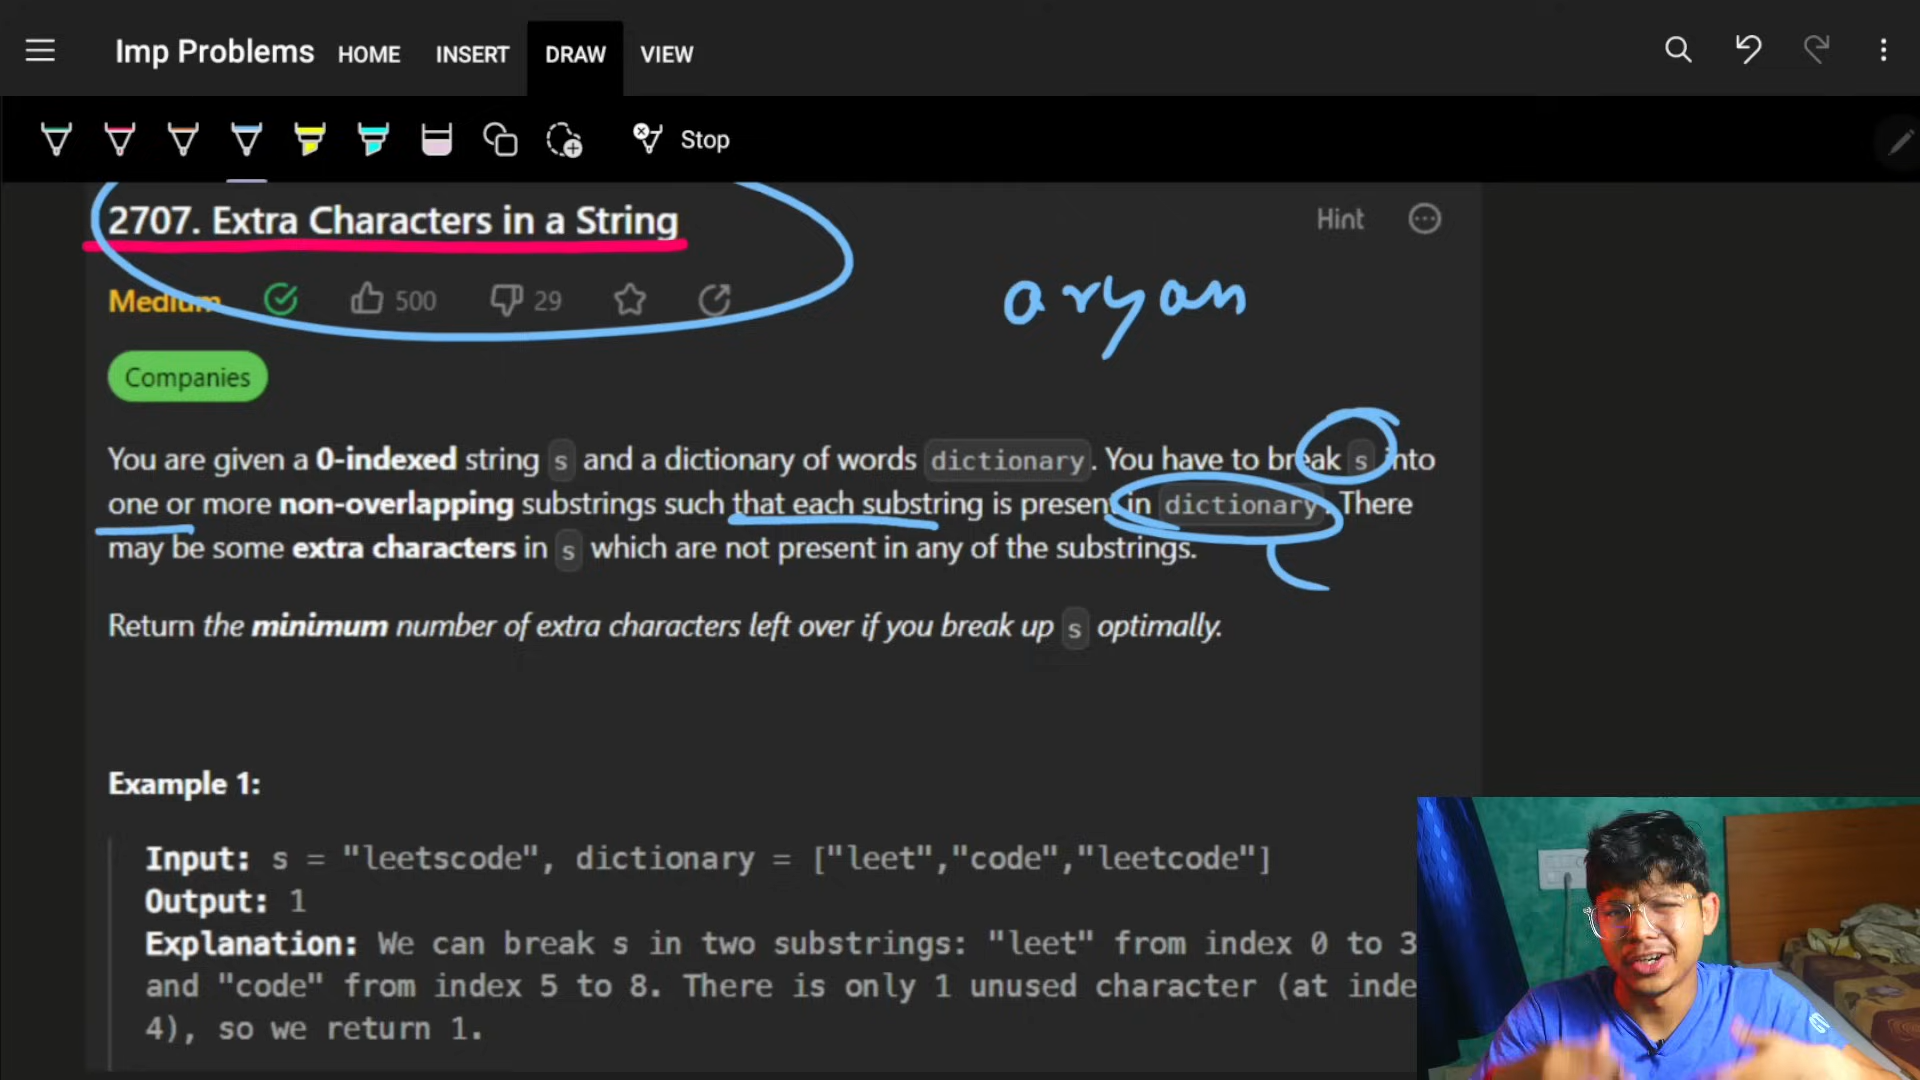 Imp Problems HOME INSERT DRAW VIEW
Stop
2707. Extra Characters in a String
Hint
Medium 500 29
aryan
Companies
You are given a 0-indexed string s and a dictionary of words dictionary. You have to break s into
one or more non-overlapping substrings such that each substring is present in dictionary. There
may be some extra characters in s which are not present in any of the substrings.
Return the minimum number of extra characters left over if you break up s optimally.
Example 1:
Input: s = "leetscode", dictionary = ["leet","code","leetcode"]
Output: 1
Explanation: We can break s in two substrings: "leet" from index 0 to 3
and "code" from index 5 to 8. There is only 1 unused character (at inde
4), so we return 1.